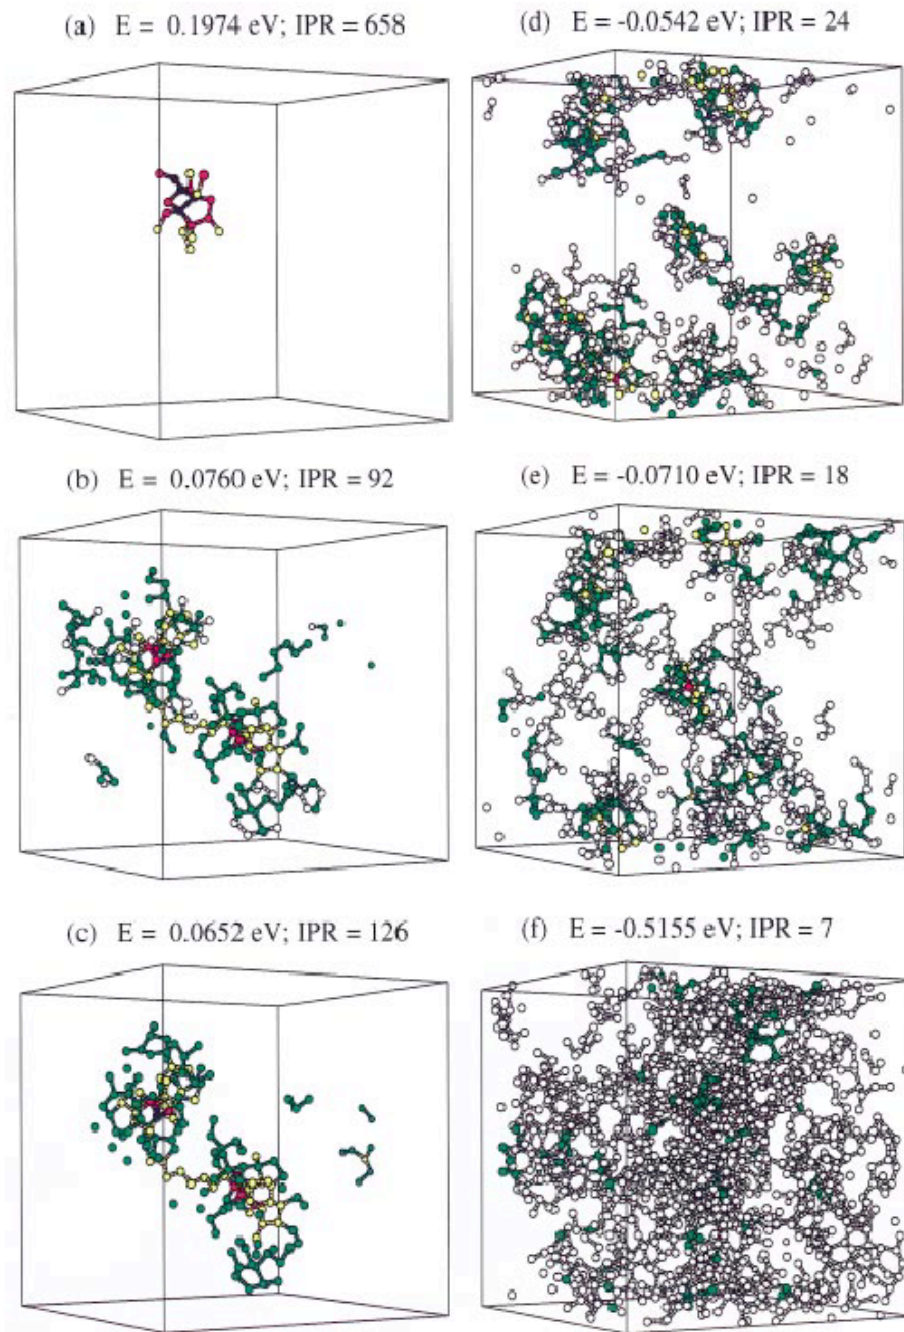 (a) E = 0.1974 eV; IPR = 658
(d) E = -0.0542 eV; IPR = 24
(b) E = 0.0760 eV; IPR = 92
(e) E = -0.0710 eV; IPR = 18
(c) E = 0.0652 eV; IPR = 126
(f) E = -0.5155 eV; IPR = 7